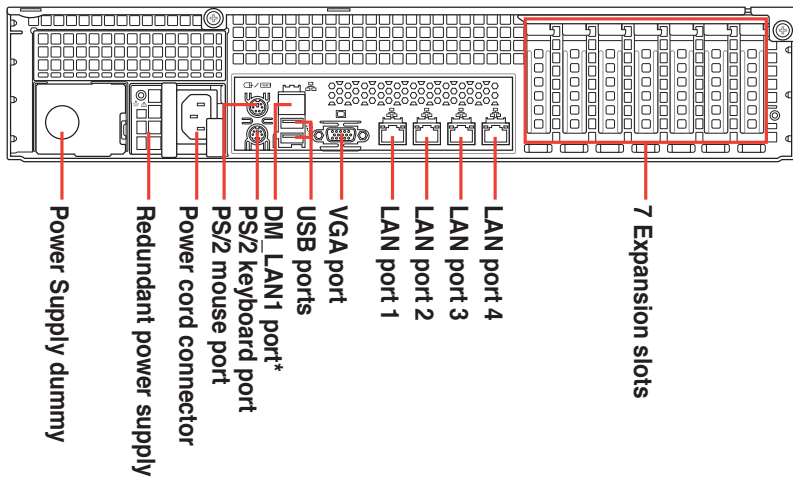 Power Supply dummy
Redundant power supply
Power cord connector
PS/2 mouse port
PS/2 keyboard port
DM_LAN1 port*
USB ports
VGA port
LAN port 1
LAN port 2
LAN port 3
LAN port 4
7 Expansion slots